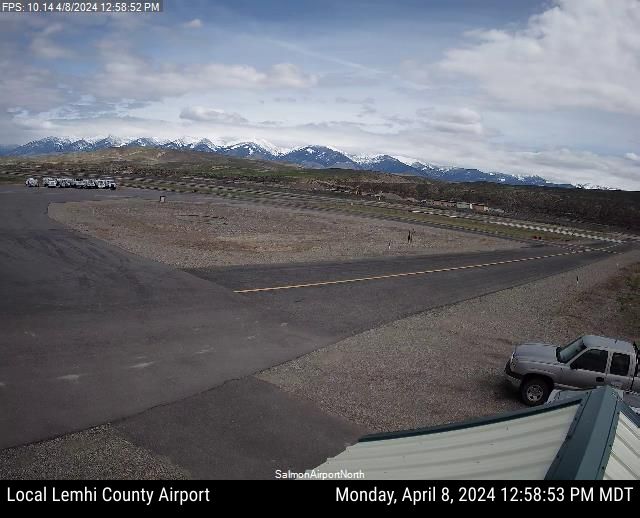 FPS: 10.14 4/8/2024 12:58:52 PM
SalmonAirportNorth
Local Lemhi County Airport Monday, April 8, 2024 12:58:53 PM MDT